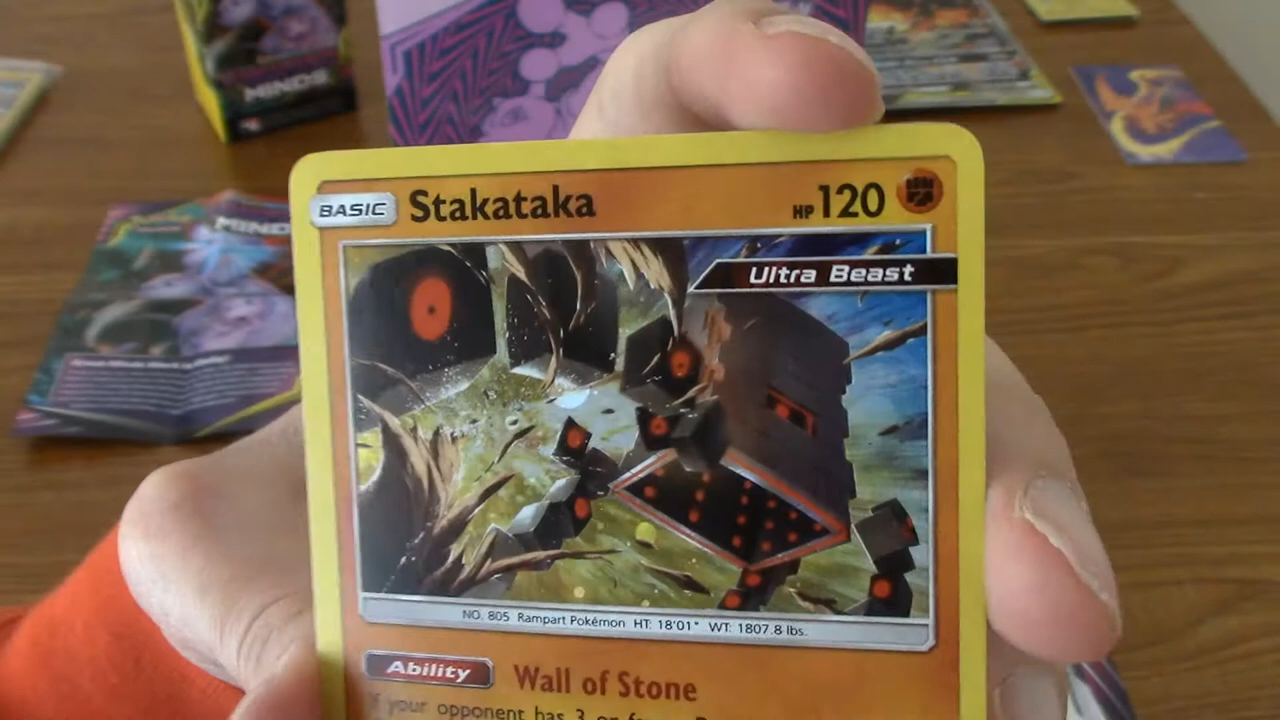 MINDS
MIND
BASIC Stakataka HP 120
Ultra Beast
NO. 805 Rampart Pokémon HT: 18'01" WT: 1807.8 lbs.
Ability Wall of Stone
If your opponent has 3 or